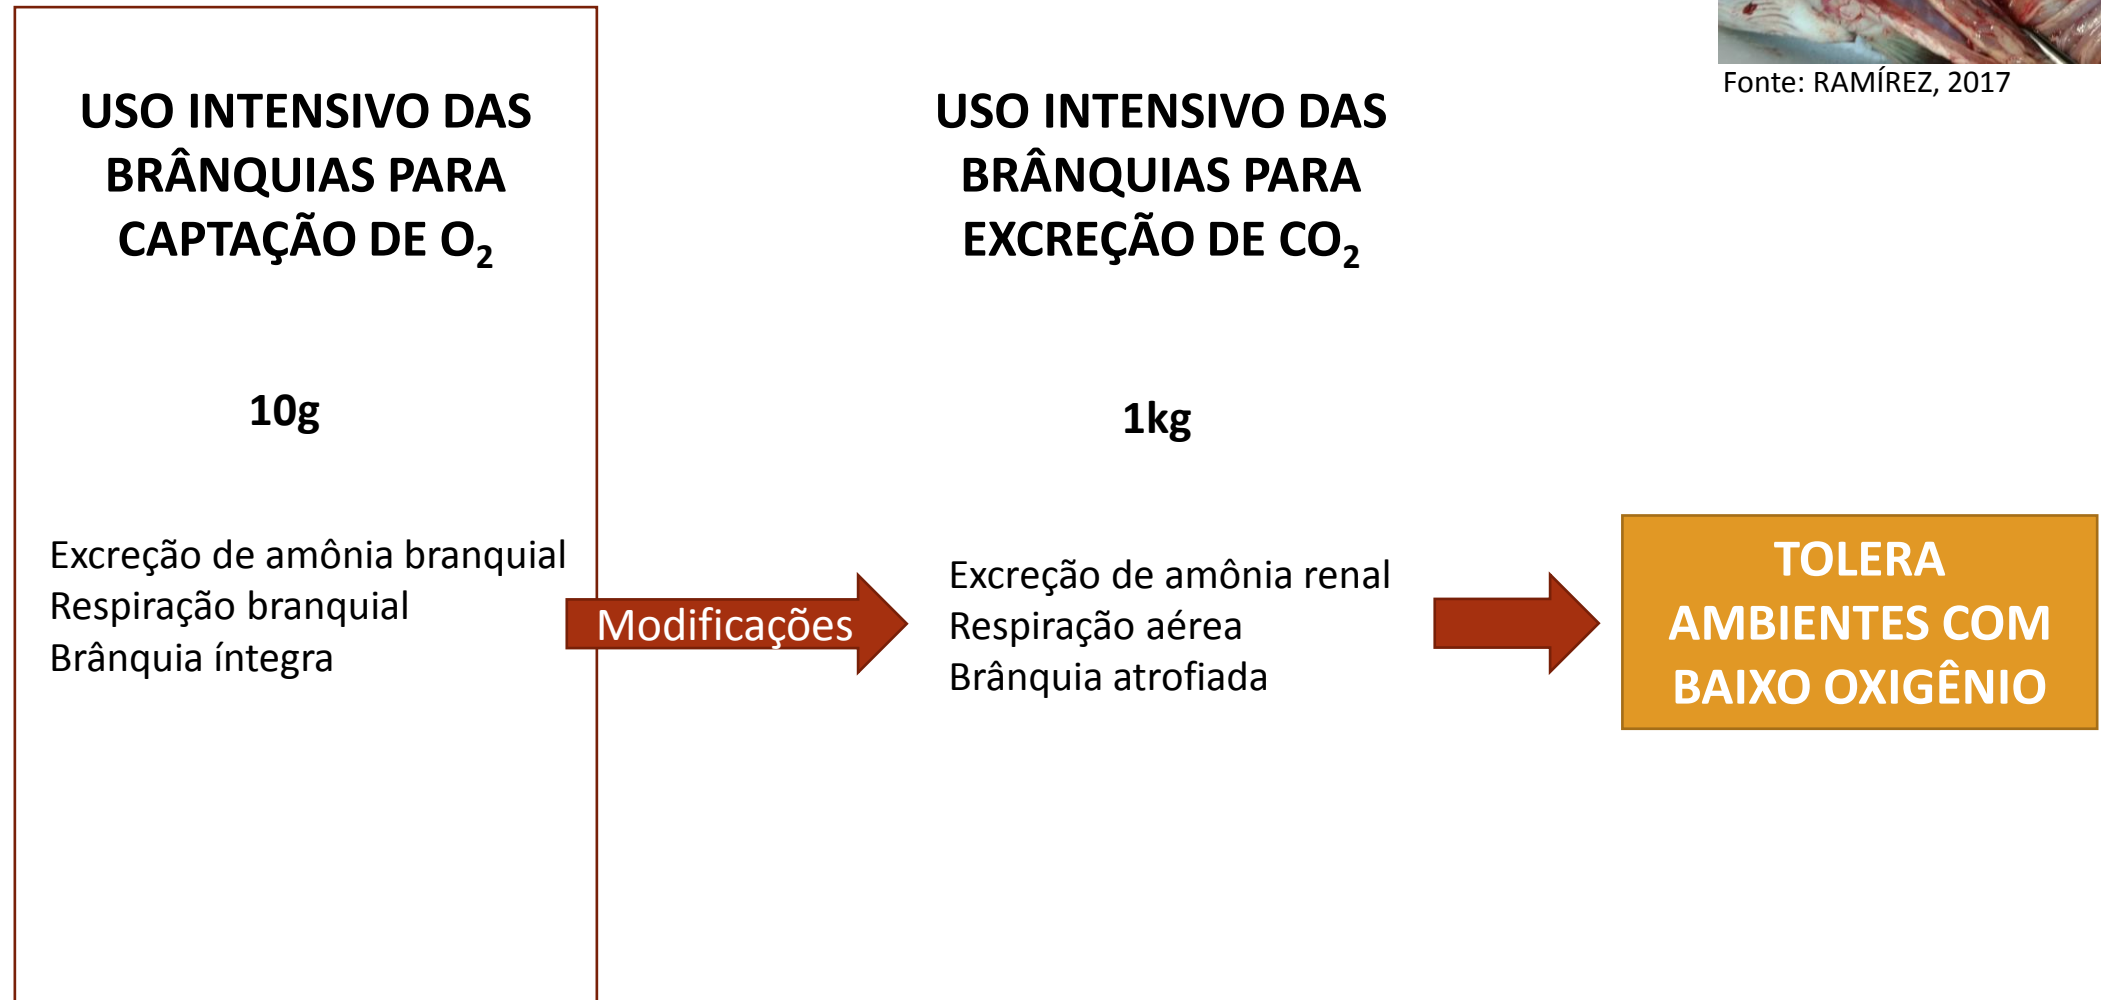 Fonte: RAMÍREZ, 2017
USO INTENSIVO DAS
BRÂNQUIAS PARA
CAPTAÇÃO DE O₂
10g
Excreção de amônia branquial
Respiração branquial
Brânquia íntegra
Modificações
USO INTENSIVO DAS
BRÂNQUIAS PARA
EXCREÇÃO DE CO₂
1kg
Excreção de amônia renal
Respiração aérea
Brânquia atrofiada
TOLERA
AMBIENTES COM
BAIXO OXIGÊNIO